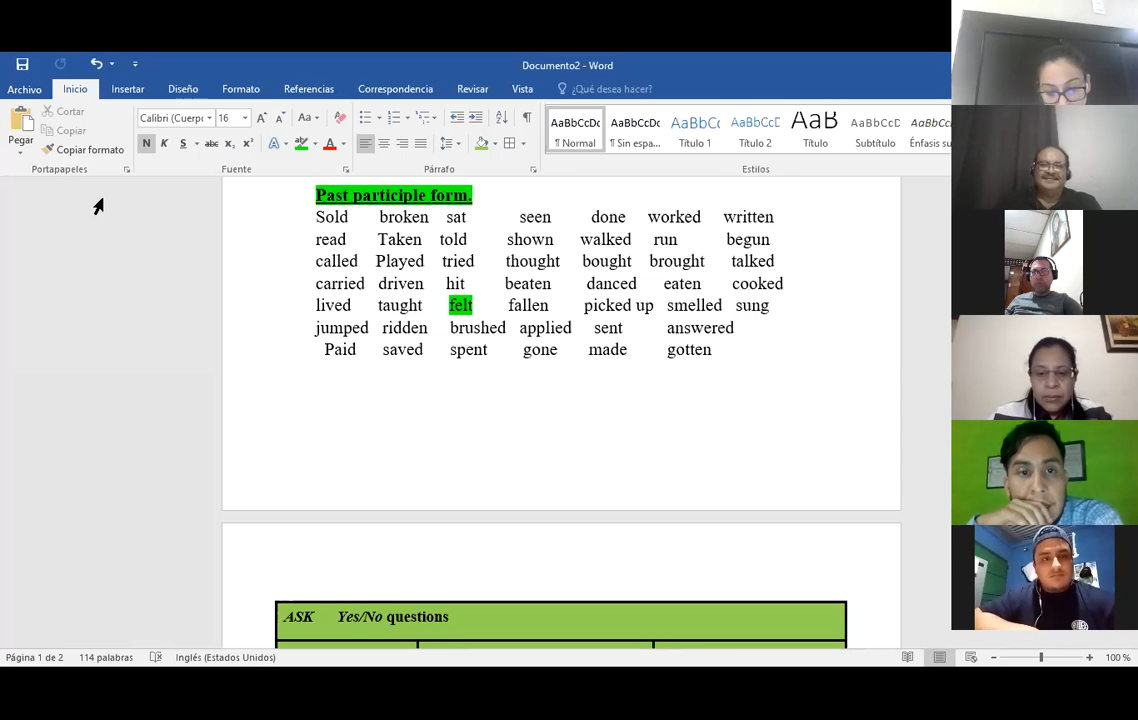 Documento2 - Word
Archivo Inicio Insertar Diseño Formato Referencias Correspondencia Revisar Vista ¿Qué desea hacer?
Pegar
Cortar
Copiar
Copiar formato
Calibri (Cuerp 16
N K S abc x₂
AaBbCcDc AaBbCcDc AaBbCc AaBbCcD AaB AaBbCcD AaBbCcDc
¶ Normal ¶ Sin espa... Título 1 Título 2 Título Subtítulo Énfasis su
Portapapeles Fuente Párrafo Estilos
Past participle form.
Sold broken sat seen done worked written
read Taken told shown walked run begun
called Played tried thought bought brought talked
carried driven hit beaten danced eaten cooked
lived taught felt fallen picked up smelled sung
jumped ridden brushed applied sent answered
Paid saved spent gone made gotten
ASK Yes/No questions
Página 1 de 2 114 palabras Inglés (Estados Unidos) 100 %